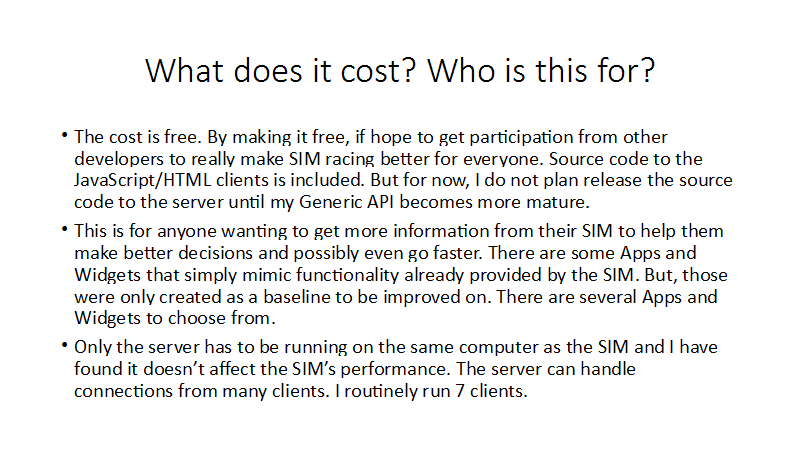 What does it cost? Who is this for?
• The cost is free. By making it free, if hope to get participation from other
developers to really make SIM racing better for everyone. Source code to the
JavaScript/HTML clients is included. But for now, I do not plan release the source
code to the server until my Generic API becomes more mature.
• This is for anyone wanting to get more information from their SIM to help them
make better decisions and possibly even go faster. There are some Apps and
Widgets that simply mimic functionality already provided by the SIM. But, those
were only created as a baseline to be improved on. There are several Apps and
Widgets to choose from.
• Only the server has to be running on the same computer as the SIM and I have
found it doesn’t affect the SIM’s performance. The server can handle
connections from many clients. I routinely run 7 clients.